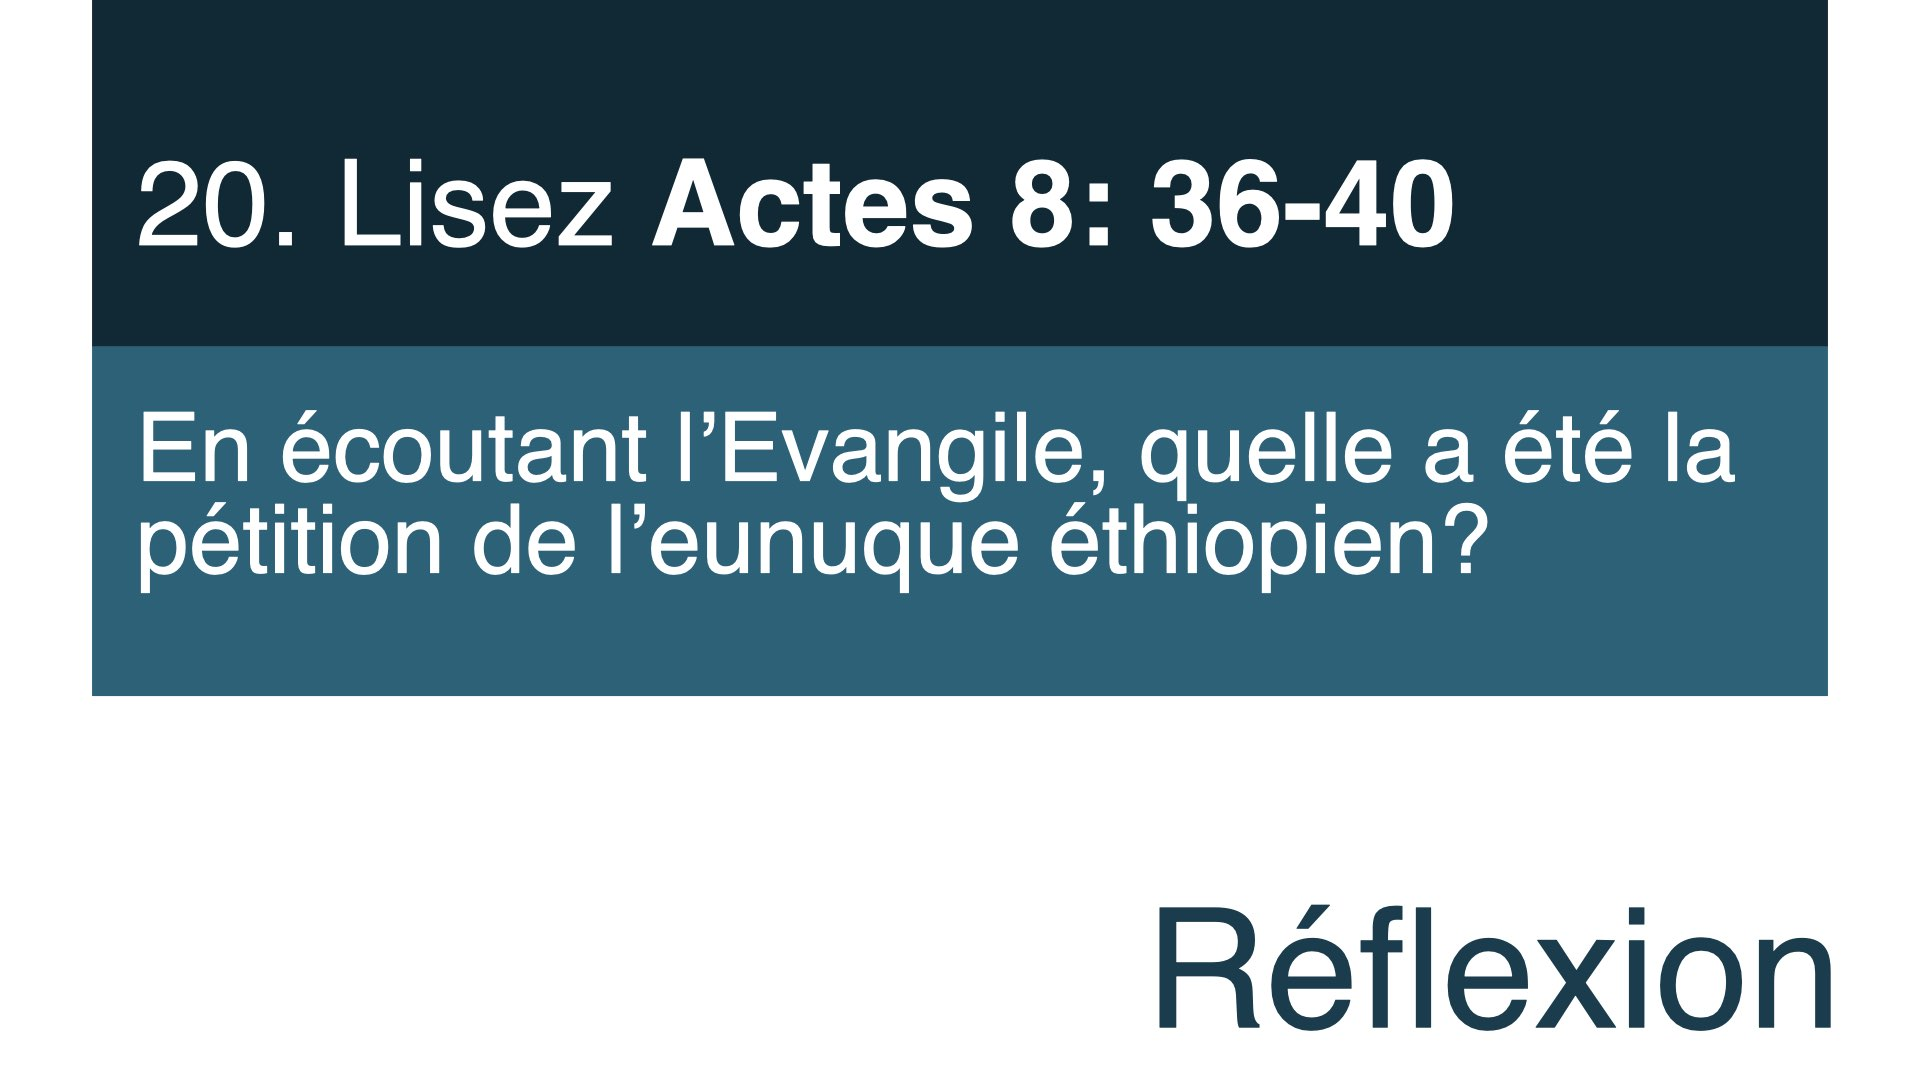 20. Lisez Actes 8: 36-40
En écoutant l’Evangile, quelle a été la
pétition de l’eunuque éthiopien?
Réflexion